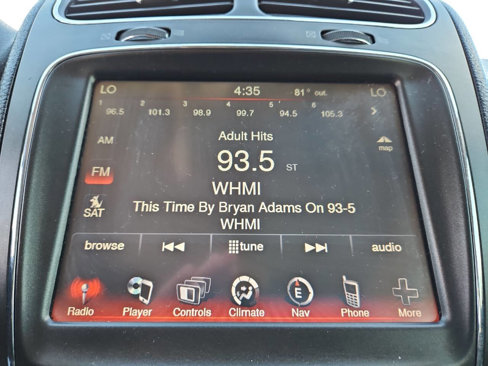 LO 4:35 81° out. LO
1 2 3 4 5 6
96.5 101.3 98.9 99.7 94.5 105.3
AM Adult Hits
map
FM 93.5 ST
WHMI
SAT This Time By Bryan Adams On 93-5
WHMI
browse tune audio
E
Radio Player Controls Climate Nav Phone More